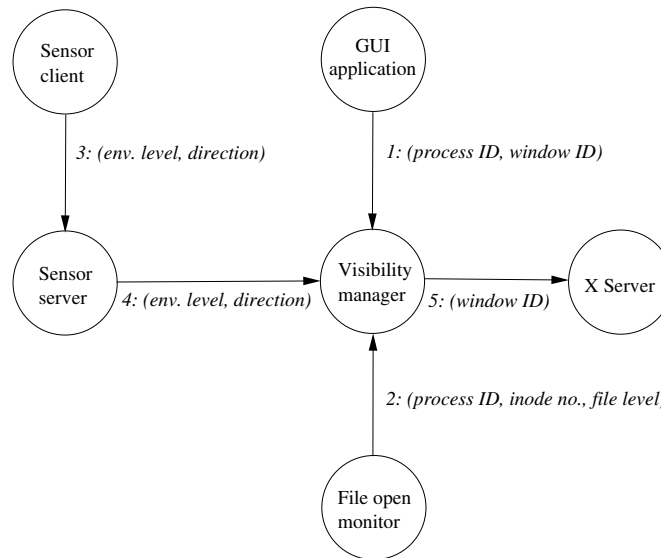 Sensor
client
GUI
application
3: (env. level, direction)
1: (process ID, window ID)
Sensor
server
4: (env. level, direction)
Visibility
manager
5: (window ID)
X Server
2: (process ID, inode no., file level,
File open
monitor